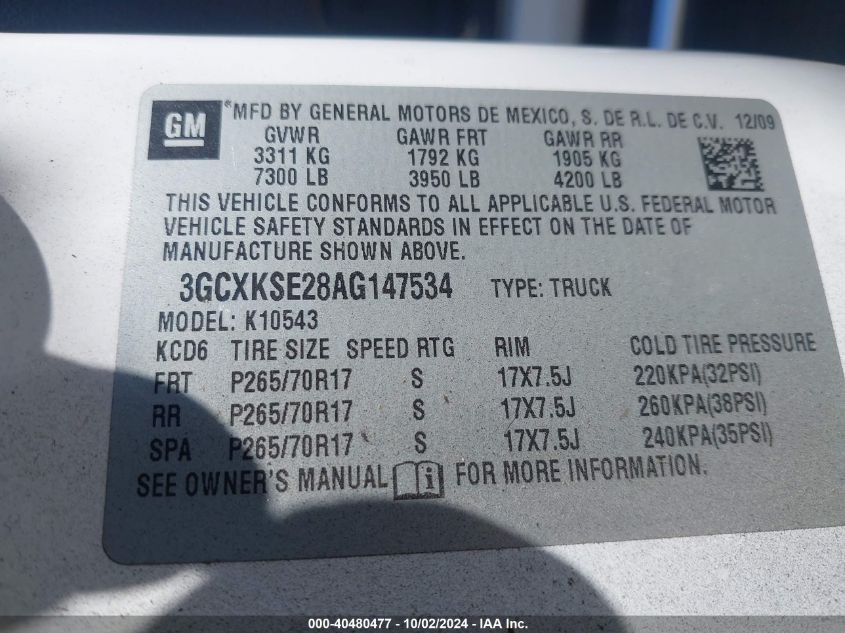 GM
*MFD BY GENERAL MOTORS DE MEXICO, S. DE R.L. DE C.V. 12/09
GVWR GAWR FRT GAWR RR
3311 KG 1792 KG 1905 KG
7300 LB 3950 LB 4200 LB
THIS VEHICLE CONFORMS TO ALL APPLICABLE U.S. FEDERAL MOTOR
VEHICLE SAFETY STANDARDS IN EFFECT ON THE DATE OF
MANUFACTURE SHOWN ABOVE.
3GCXKSE28AG147534 TYPE: TRUCK
MODEL: K10543
KCD6 TIRE SIZE SPEED RTG RIM COLD TIRE PRESSURE
FRT P265/70R17 S 17X7.5J 220KPA(32PSI)
RR P265/70R17 S 17X7.5J 260KPA(38PSI)
SPA P265/70R17 S 17X7.5J 240KPA(35PSI)
SEE OWNER'S MANUAL i FOR MORE INFORMATION.
000-40480477 - 10/02/2024 - IAAI.com